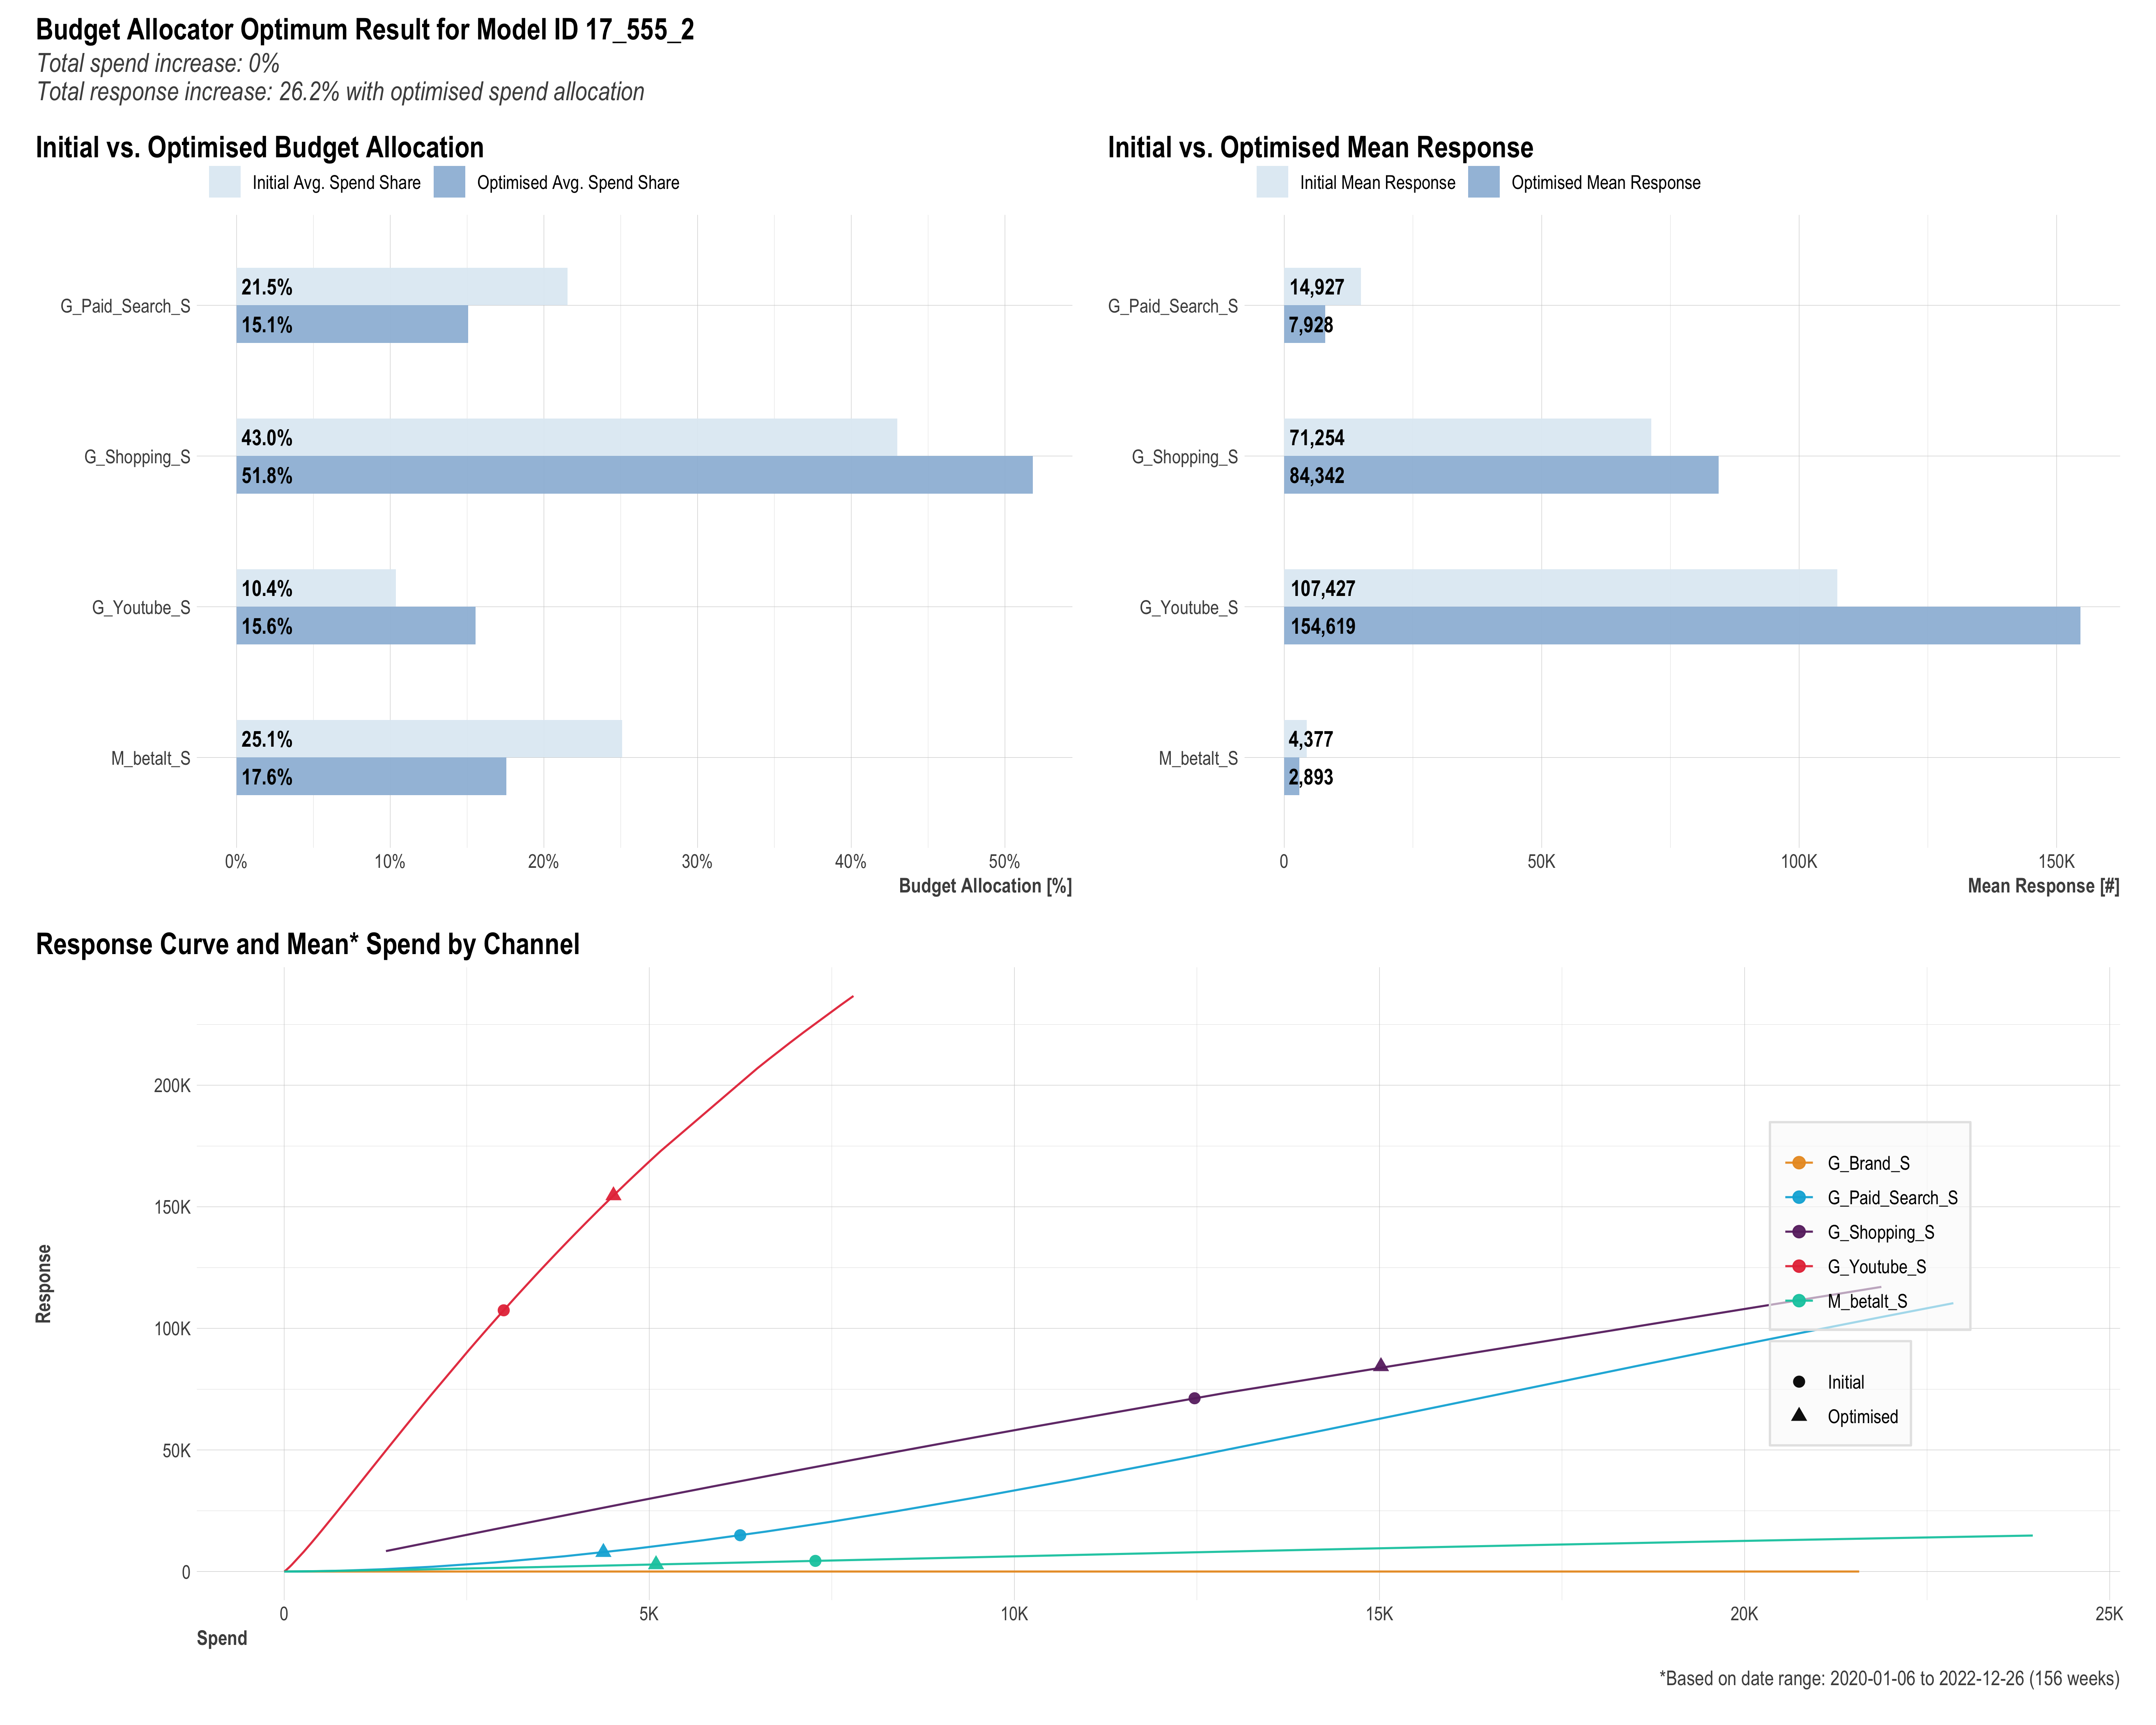 Budget Allocator Optimum Result for Model ID 17_555_2
Total spend increase: 0%
Total response increase: 26.2% with optimised spend allocation
Initial vs. Optimised Budget Allocation
Initial Avg. Spend Share
Optimised Avg. Spend Share
G_Paid_Search_S
21.5%
15.1%
G_Shopping_S
43.0%
51.8%
G_Youtube_S
10.4%
15.6%
M_betalt_S
25.1%
17.6%
0%
10%
20%
30%
40%
50%
Budget Allocation [%]
Initial vs. Optimised Mean Response
Initial Mean Response
Optimised Mean Response
G_Paid_Search_S
14,927
7,928
G_Shopping_S
71,254
84,342
G_Youtube_S
107,427
154,619
M_betalt_S
4,377
2,893
0
50K
100K
150K
Mean Response [#]
Response Curve and Mean* Spend by Channel
Response
200K
150K
100K
50K
0
0
5K
10K
15K
20K
25K
Spend
G_Brand_S
G_Paid_Search_S
G_Shopping_S
G_Youtube_S
M_betalt_S
Initial
Optimised
*Based on date range: 2020-01-06 to 2022-12-26 (156 weeks)